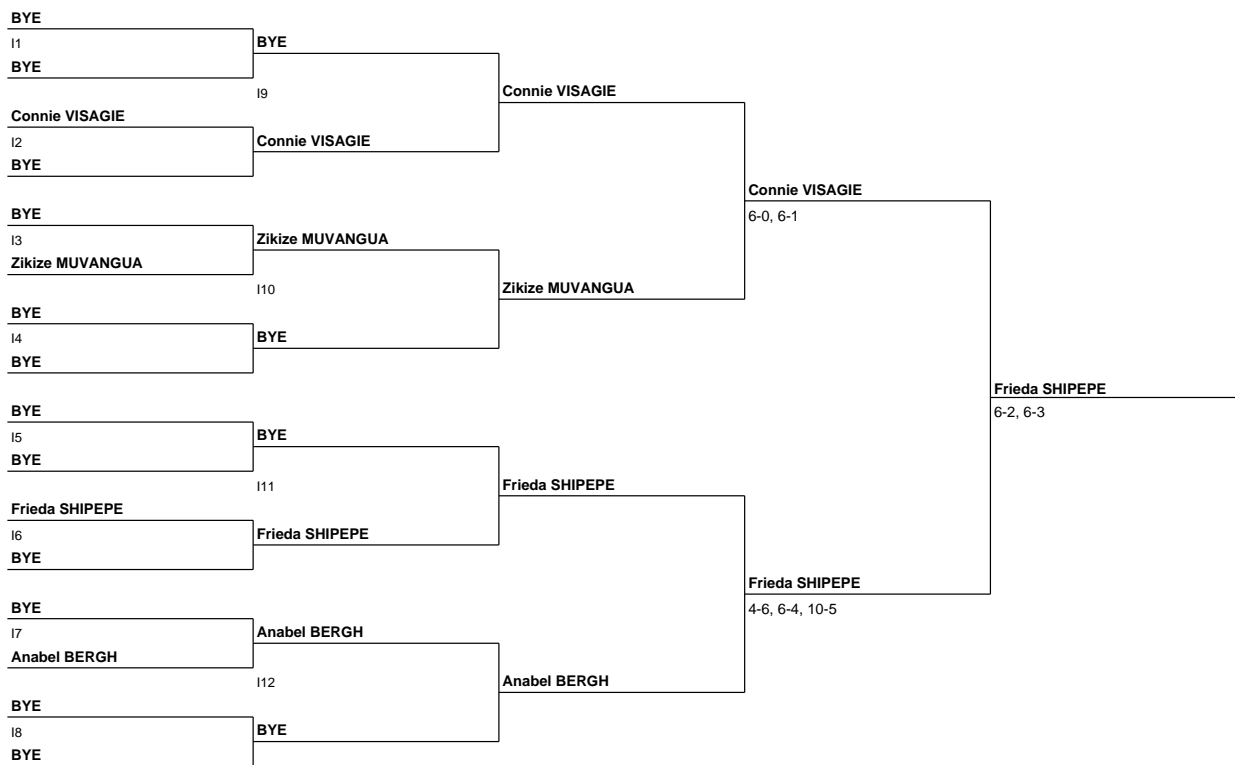 BYE
I1
BYE
BYE
I9
Connie VISAGIE
Connie VISAGIE
I2
Connie VISAGIE
BYE
Connie VISAGIE
6-0, 6-1
BYE
I3
Zikize MUVANGUA
Zikize MUVANGUA
I10
Zikize MUVANGUA
BYE
I4
BYE
BYE
Frieda SHIPEPE
6-2, 6-3
BYE
I5
BYE
BYE
I11
Frieda SHIPEPE
Frieda SHIPEPE
I6
Frieda SHIPEPE
BYE
Frieda SHIPEPE
4-6, 6-4, 10-5
BYE
I7
Anabel BERGH
Anabel BERGH
I12
Anabel BERGH
BYE
I8
BYE
BYE